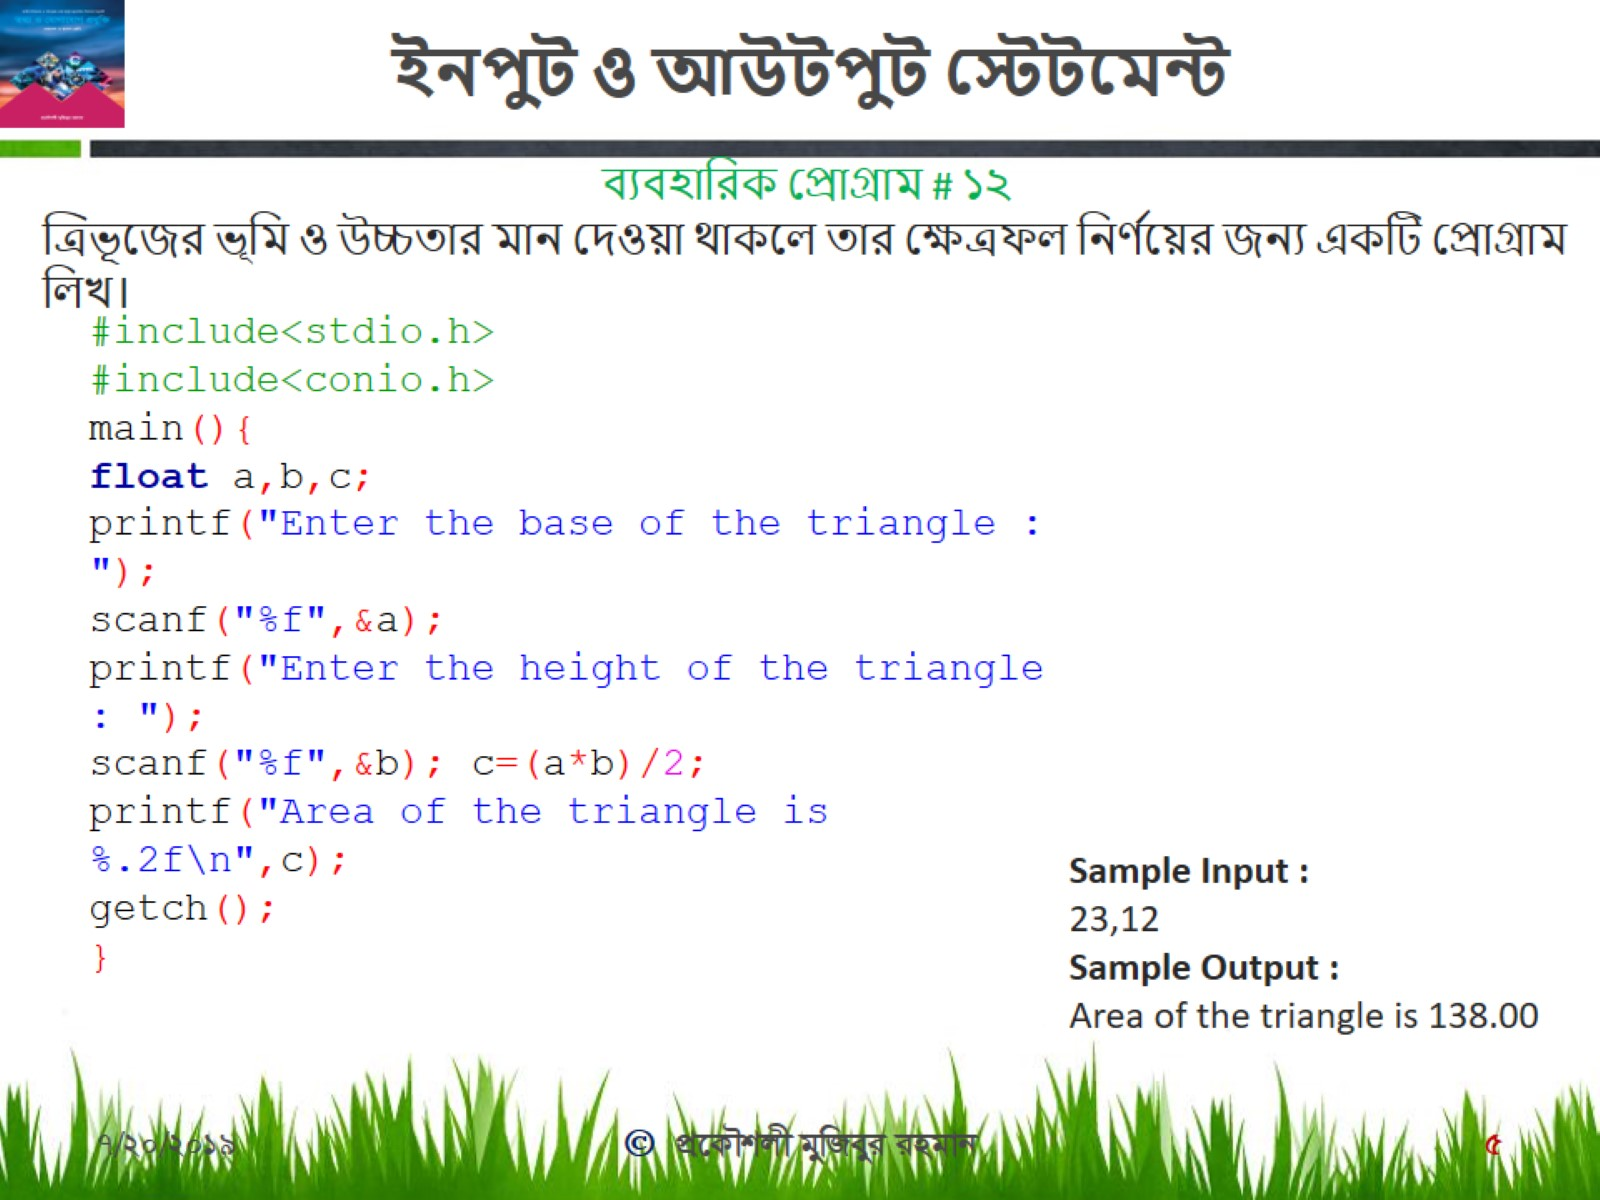 ইনপুট ও আউটপুট স্টেটমেন্ট
ব্যবহারিক প্রোগ্রাম # ১২
ত্রিভূজের ভূমি ও উচ্চতার মান দেওয়া থাকলে তার ক্ষেত্রফল নির্ণয়ের জন্য একটি প্রোগ্রাম
লিখ।
#include<stdio.h>
#include<conio.h>
main(){
float a,b,c;
printf("Enter the base of the triangle :
");
scanf("%f",&a);
printf("Enter the height of the triangle
: ");
scanf("%f",&b); c=(a*b)/2;
printf("Area of the triangle is
%.2f\n",c);
getch();
}
Sample Input :
23,12
Sample Output :
Area of the triangle is 138.00
৭/২০/২০১৯
© প্রকৌশলী মুজিবুর রহমান
৫